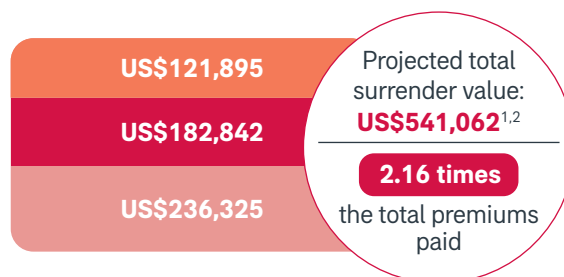 US$121,895
US$182,842
US$236,325
Projected total
surrender value:
US$541,062¹,²
2.16 times
the total premiums
paid